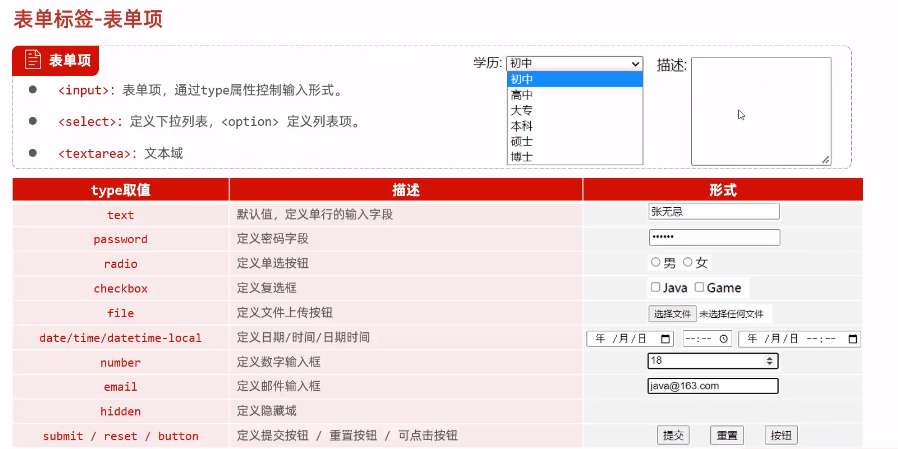 表单标签-表单项
表单项
<input>：表单项，通过type属性控制输入形式。
<select>：定义下拉列表，<option> 定义列表项。
<textarea>：文本域
学历: 初中
初中
高中
大专
本科
硕士
博士
描述:
type取值 描述 形式
text 默认值，定义单行的输入字段 张无忌
password 定义密码字段 ••••••
radio 定义单选按钮 男 女
checkbox 定义复选框 Java Game
file 定义文件上传按钮 选择文件 未选择任何文件
date/time/datetime-local 定义日期/时间/日期时间 年 /月/日 --:-- 年 /月/日 --:--
number 定义数字输入框 18
email 定义邮件输入框 java@163.com
hidden 定义隐藏域
submit / reset / button 定义提交按钮 / 重置按钮 / 可点击按钮 提交 重置 按钮